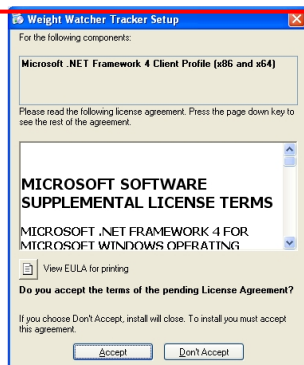 Weight Watcher Tracker Setup
For the following components:
Microsoft .NET Framework 4 Client Profile (x86 and x64)
Please read the following license agreement. Press the page down key to
see the rest of the agreement.
MICROSOFT SOFTWARE
SUPPLEMENTAL LICENSE TERMS
MICROSOFT .NET FRAMEWORK 4 FOR
MICROSOFT WINDOWS OPERATING
View EULA for printing
Do you accept the terms of the pending License Agreement?
If you choose Don't Accept, install will close. To install you must accept
this agreement.
Accept
Don't Accept